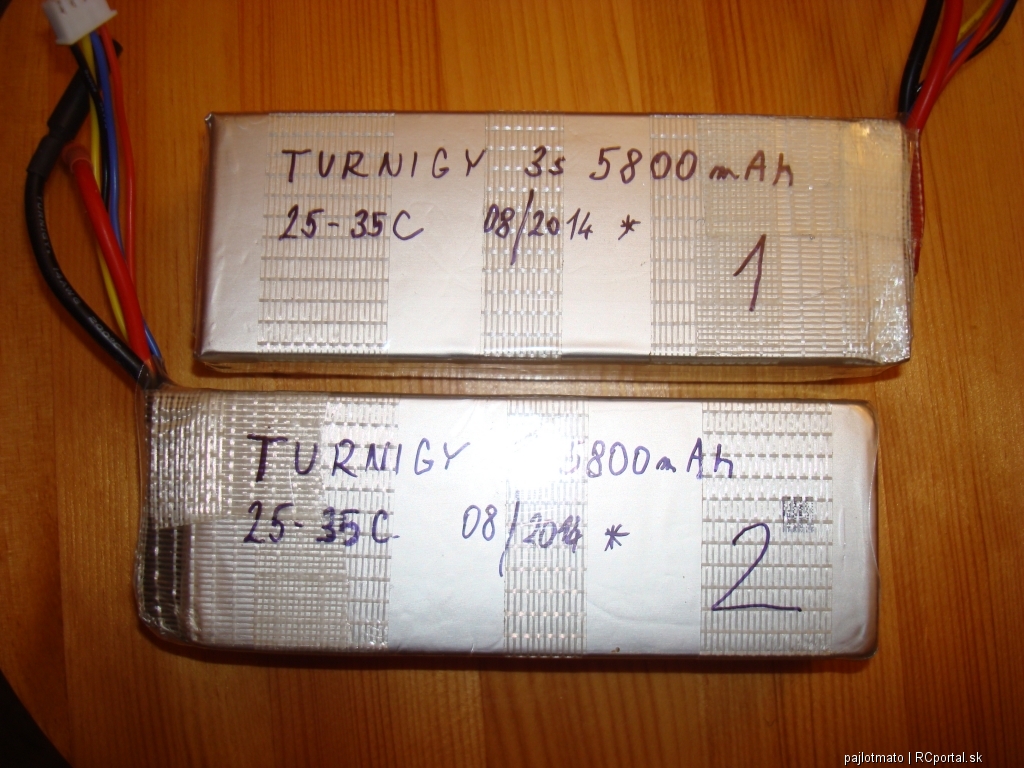 TURNIGY 3s 5800mAh
25-35C 08/2014 *
1
TURNIGY 5800mAh
25-35C 08/2014 *
2
pajlotmato | RCportal.sk